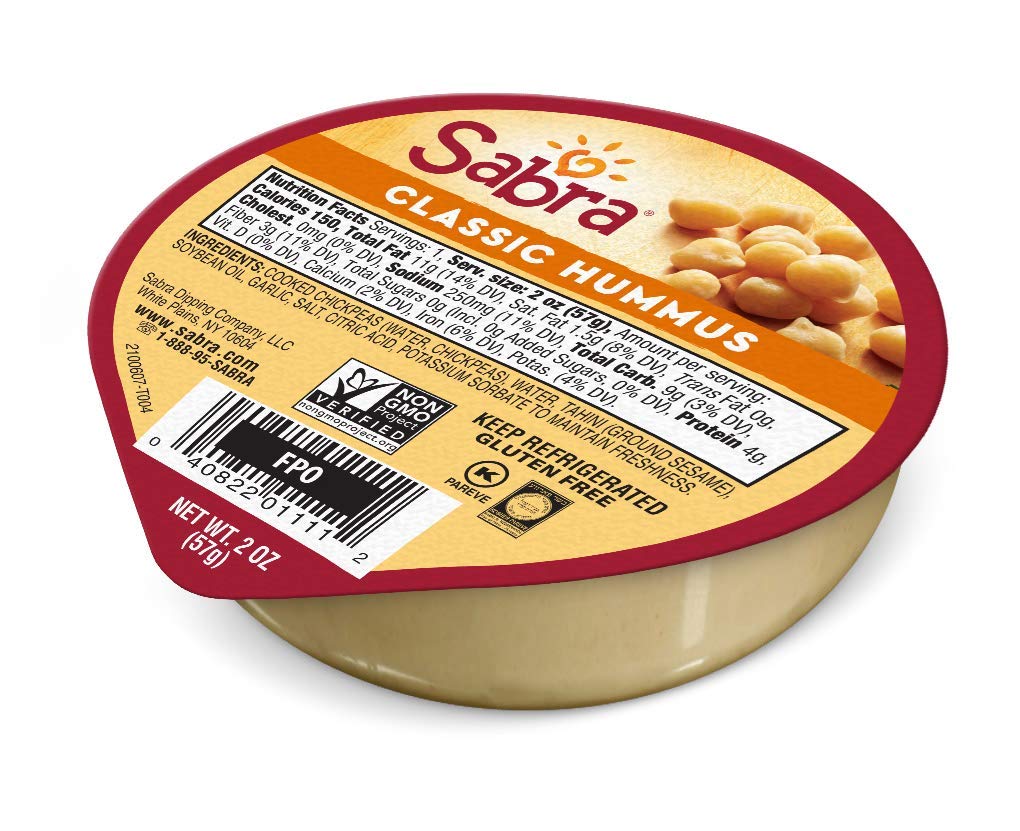 Sabra®
CLASSIC HUMMUS
Nutrition Facts Servings: 1, Serv. size: 2 oz (57g), Amount per serving:
Calories 150, Total Fat 11g (14% DV), Sat. Fat 1.5g (8% DV), Trans Fat 0g,
Cholest. 0mg (0% DV), Sodium 250mg (11% DV), Total Carb. 9g (3% DV),
Fiber 3g (11% DV), Total Sugars 0g (Incl. 0g Added Sugars, 0% DV), Protein 4g,
Vit. D (0% DV), Calcium (2% DV), Iron (6% DV), Potas. (4% DV).
INGREDIENTS: COOKED CHICKPEAS (WATER, CHICKPEAS), WATER, TAHINI (GROUND SESAME),
SOYBEAN OIL, GARLIC, SALT, CITRIC ACID, POTASSIUM SORBATE TO MAINTAIN FRESHNESS.
Sabra Dipping Company, LLC
White Plains, NY 10604
www.sabra.com
1-888-95-SABRA
2100607-T004
NON
GMO
Project
VERIFIED
nongmoproject.org
KEEP REFRIGERATED
GLUTEN FREE
K
PAREVE
FPO
0 40822 01111 2
NET WT. 2 OZ
(57g)